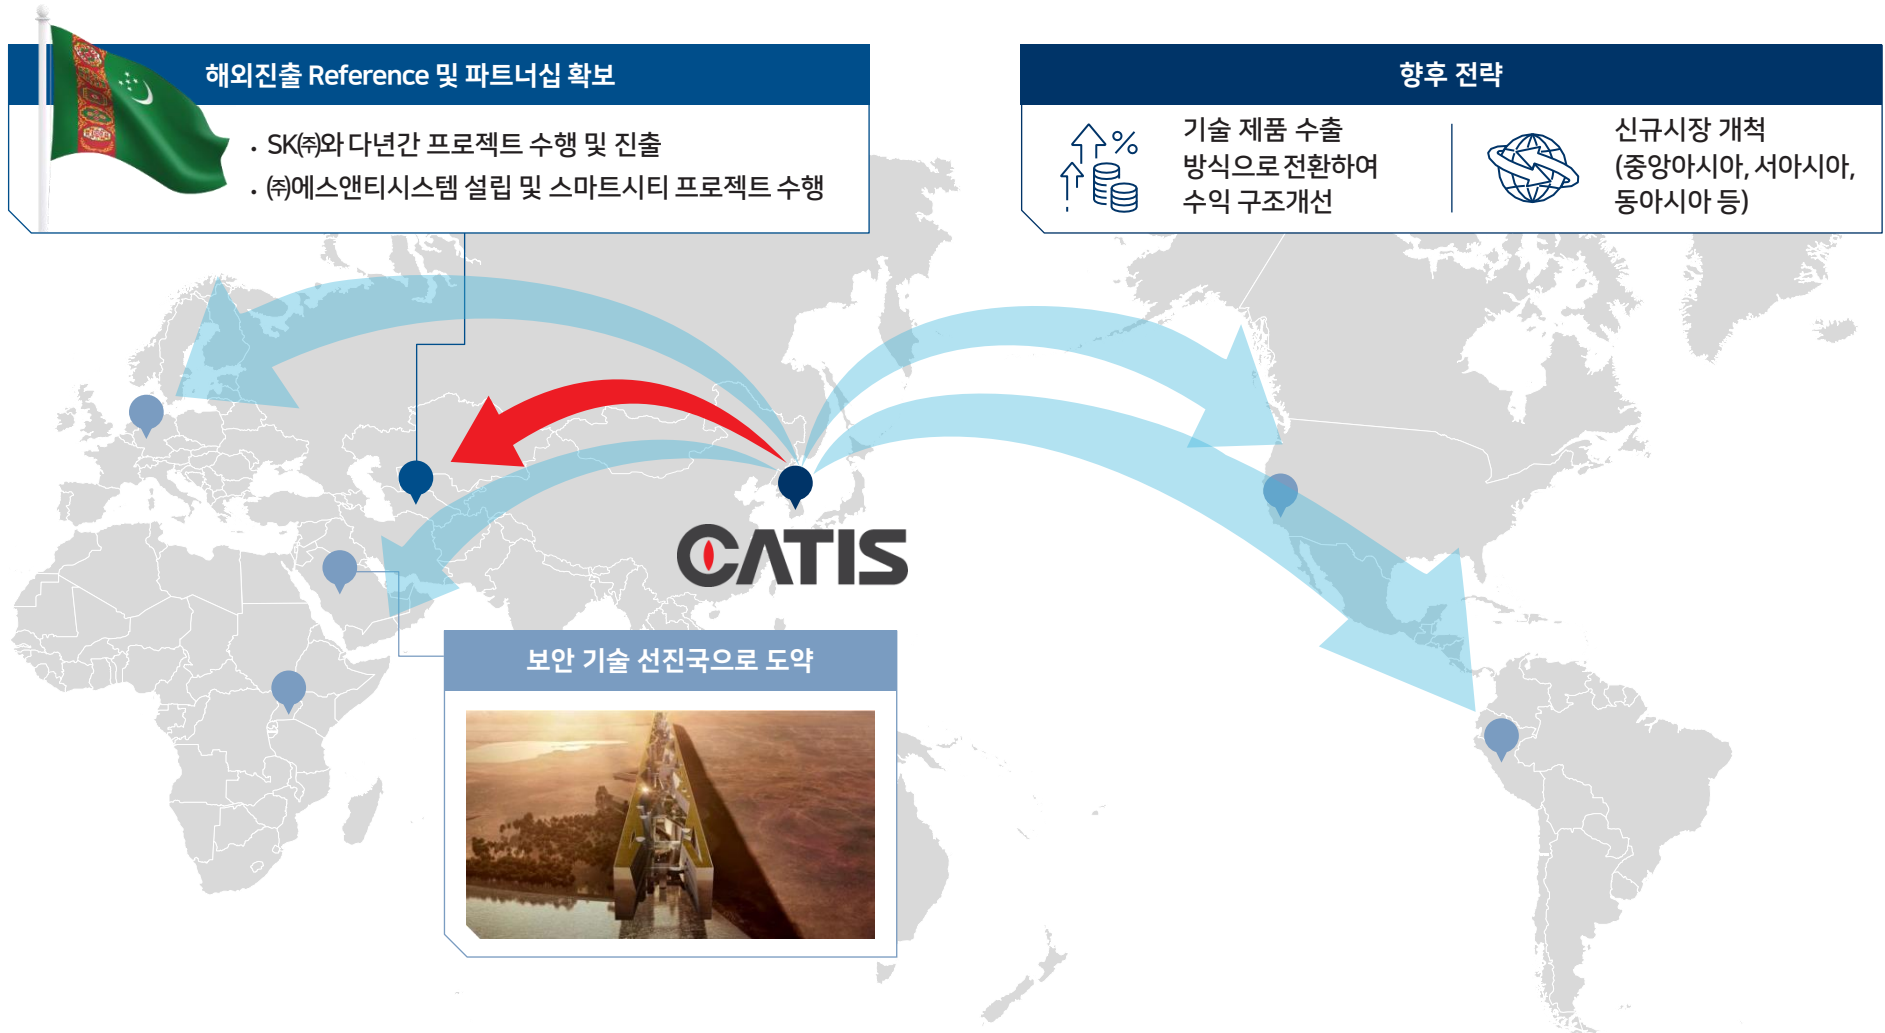 해외진출 Reference 및 파트너십 확보
• SK㈜와 다년간 프로젝트 수행 및 진출
• ㈜에스앤티시스템 설립 및 스마트시티 프로젝트 수행
향후 전략
%
기술 제품 수출
방식으로 전환하여
수익 구조개선
신규시장 개척
(중앙아시아, 서아시아,
동아시아 등)
CATIS
보안 기술 선진국으로 도약